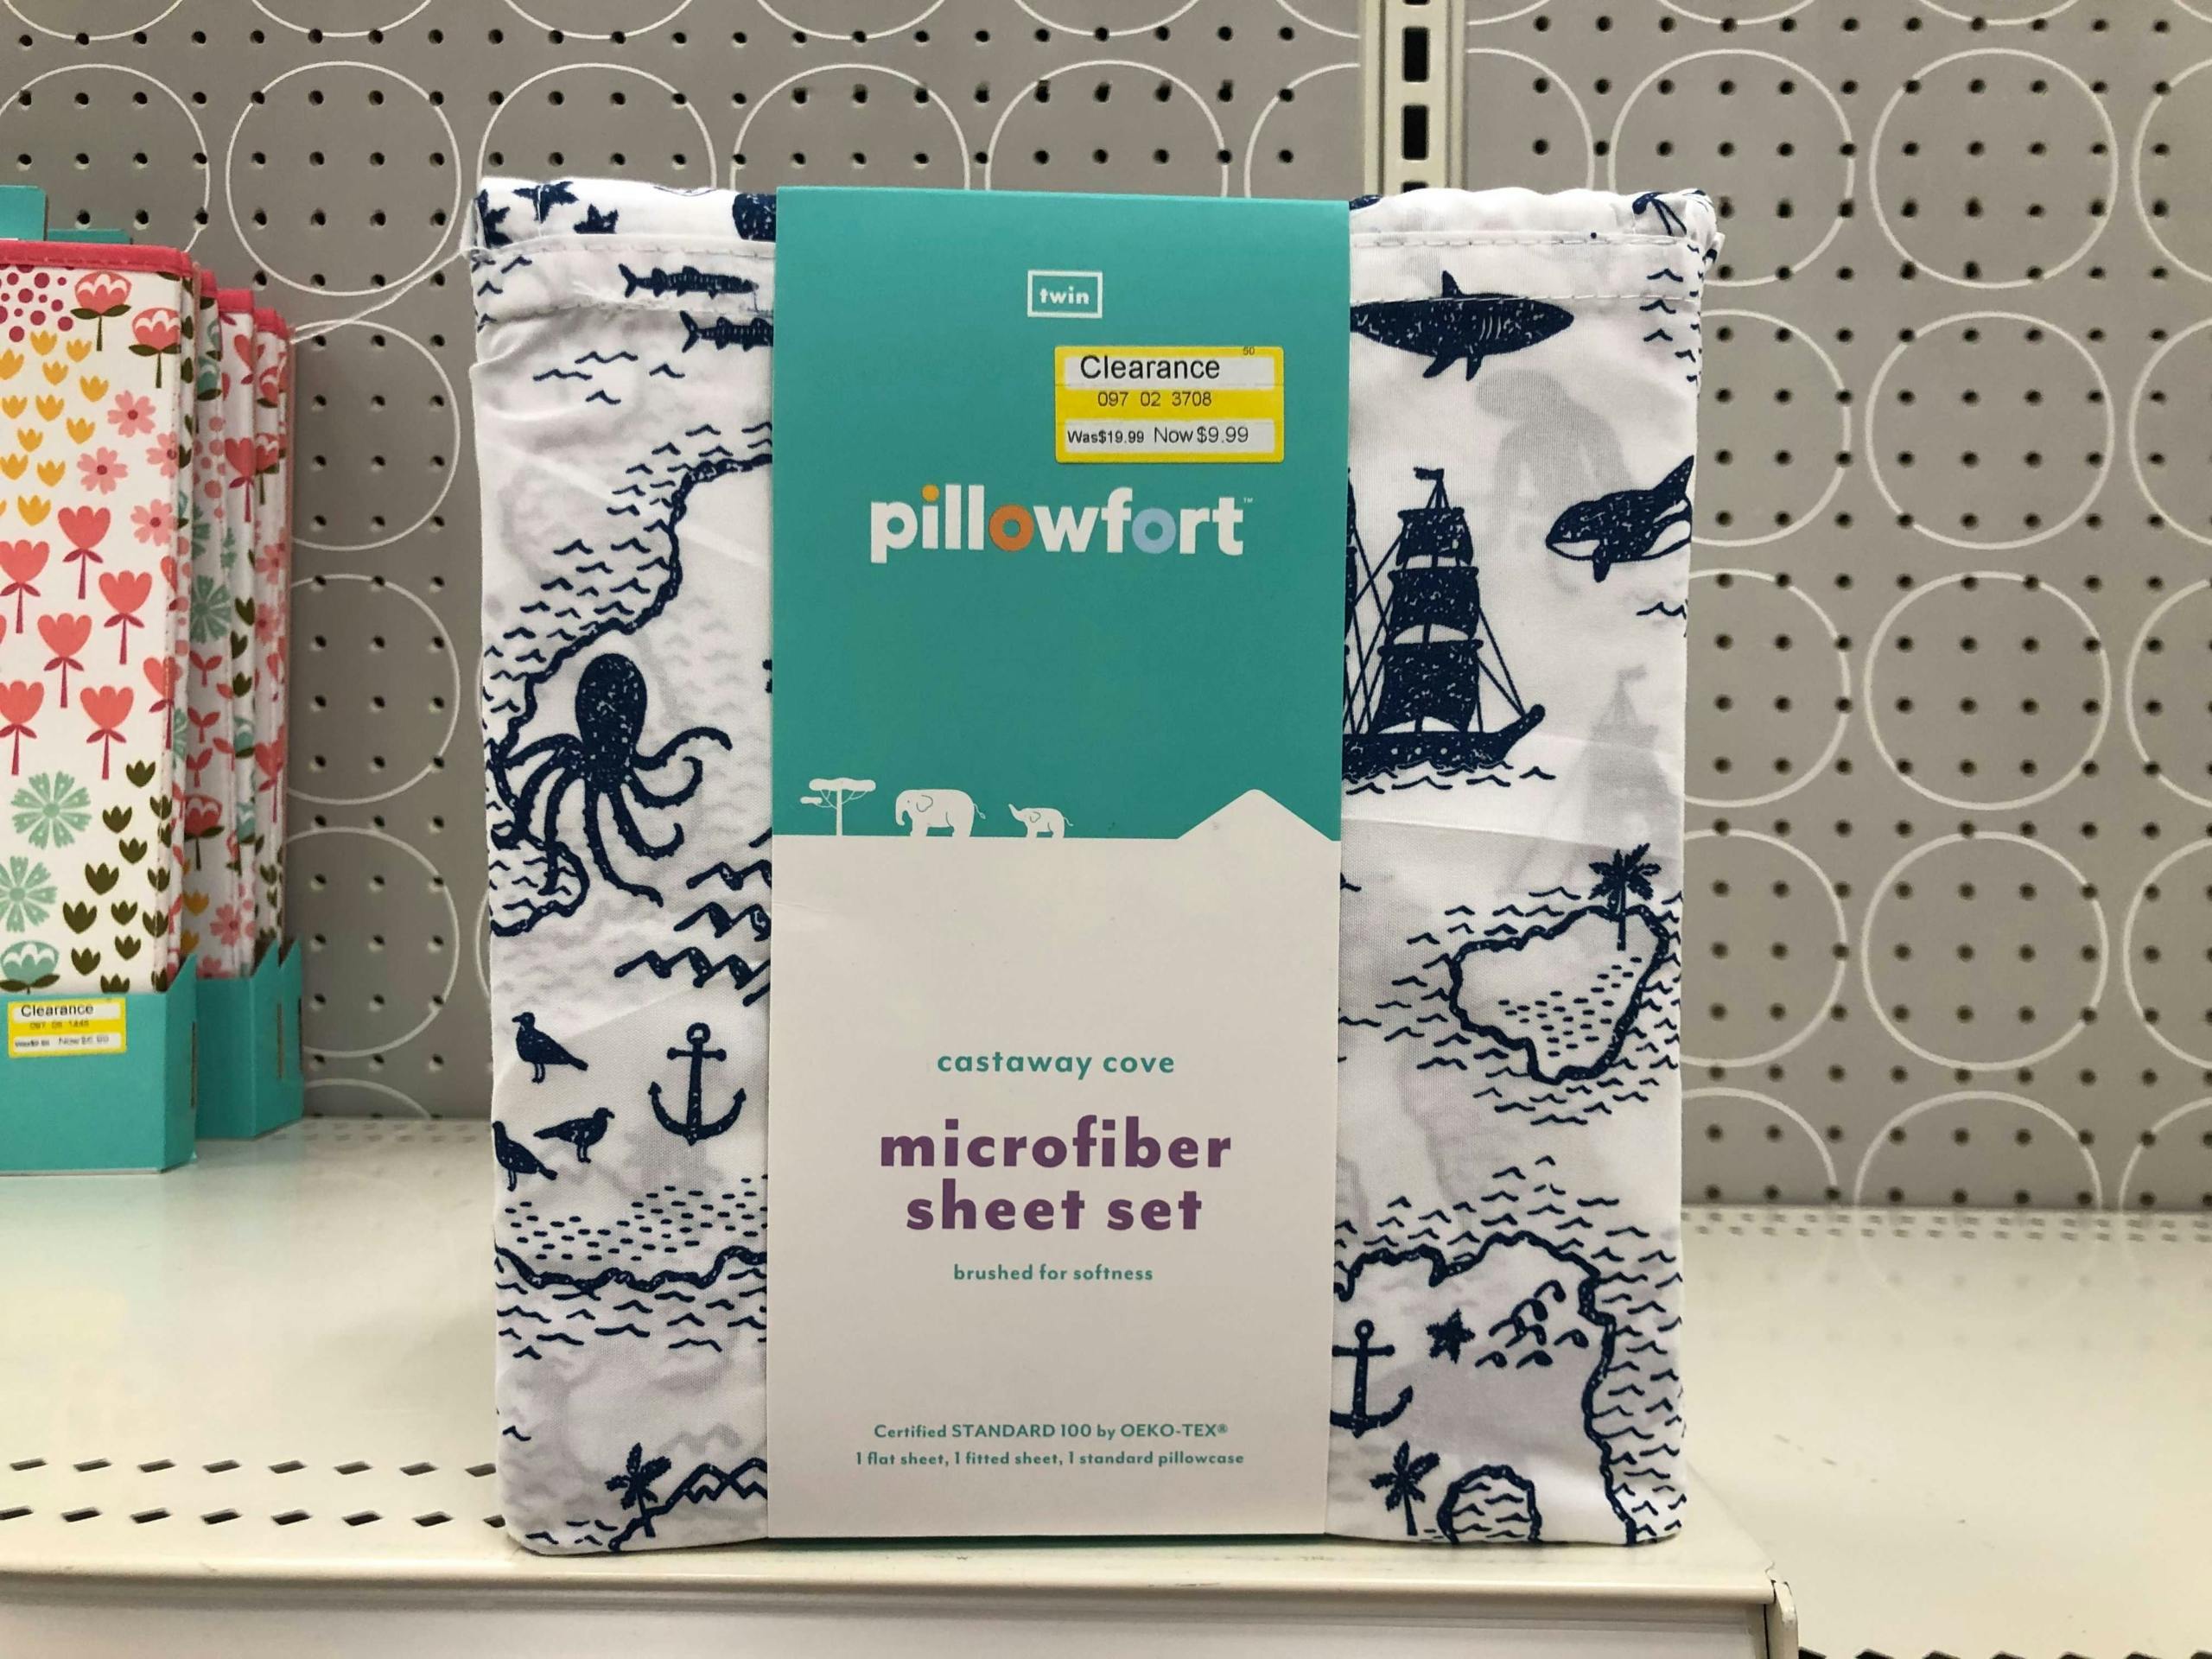 twin
50
Clearance
097 02 3708
Was$19.99 Now$9.99
pillowfort™
castaway cove
microfiber
sheet set
brushed for softness
Certified STANDARD 100 by OEKO-TEX®
1 flat sheet, 1 fitted sheet, 1 standard pillowcase
Clearance